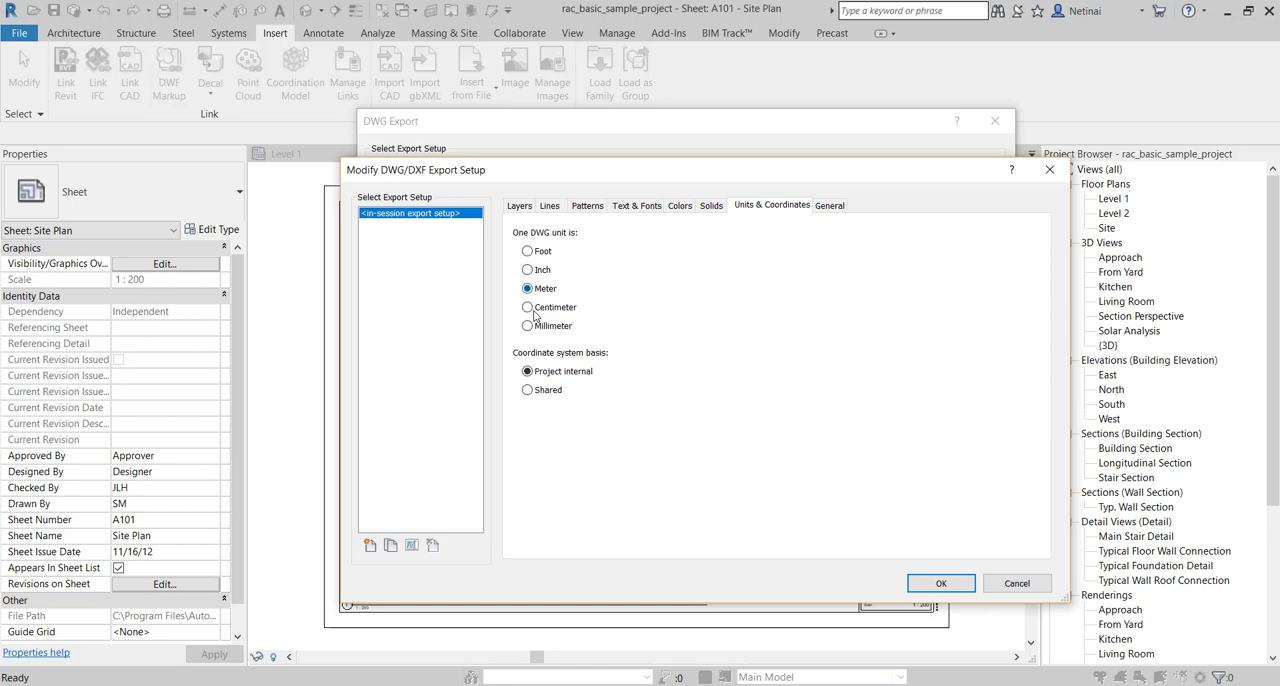 rac_basic_sample_project - Sheet: A101 - Site Plan
Type a keyword or phrase
Netinai
File Architecture Structure Steel Systems Insert Annotate Analyze Massing & Site Collaborate View Manage Add-Ins BIM Track™ Modify Precast
Modify
Link Revit
Link IFC
Link CAD
DWF Markup
Decal
Point Cloud
Coordination Model
Manage Links
Import CAD
Import gbXML
Insert from File
Image
Manage Images
Load Family
Load as Group
Select
Link
DWG Export
Select Export Setup
Properties
Level 1
Project Browser - rac_basic_sample_project
Sheet
Sheet: Site Plan
Edit Type
Graphics
Visibility/Graphics Ov... Edit...
Scale 1 : 200
Identity Data
Dependency Independent
Referencing Sheet
Referencing Detail
Current Revision Issued
Current Revision Issue...
Current Revision Issue...
Current Revision Date
Current Revision Desc...
Current Revision
Approved By Approver
Designed By Designer
Checked By JLH
Drawn By SM
Sheet Number A101
Sheet Name Site Plan
Sheet Issue Date 11/16/12
Appears In Sheet List
Revisions on Sheet Edit...
Other
File Path C:\Program Files\Auto...
Guide Grid <None>
Properties help
Apply
Modify DWG/DXF Export Setup
Select Export Setup
<in-session export setup>
Layers Lines Patterns Text & Fonts Colors Solids Units & Coordinates General
One DWG unit is:
Foot
Inch
Meter
Centimeter
Millimeter
Coordinate system basis:
Project internal
Shared
OK
Cancel
1 : 200
Views (all)
Floor Plans
Level 1
Level 2
Site
3D Views
Approach
From Yard
Kitchen
Living Room
Section Perspective
Solar Analysis
{3D}
Elevations (Building Elevation)
East
North
South
West
Sections (Building Section)
Building Section
Longitudinal Section
Stair Section
Sections (Wall Section)
Typ. Wall Section
Detail Views (Detail)
Main Stair Detail
Typical Floor Wall Connection
Typical Foundation Detail
Typical Wall Roof Connection
Renderings
Approach
From Yard
Kitchen
Living Room
Ready
:0
Main Model
:0